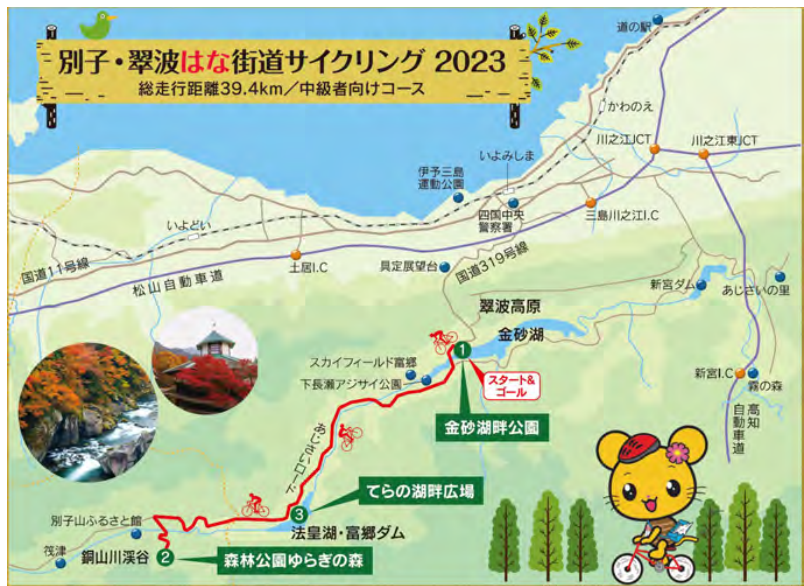 別子・翠波はな街道サイクリング 2023
総走行距離39.4km／中級者向けコース
道の駅
かわのえ
川之江JCT
川之江東JCT
いよみしま
伊予三島
運動公園
四国中央
警察署
三島川之江I.C
いよどい
国道11号線
松山自動車道
土居I.C
具定展望台
国道319号線
翠波高原
金砂湖
新宮ダム
あじさいの里
スカイフィールド富郷
下長瀬アジサイ公園
1
スタート&
ゴール
金砂湖畔公園
新宮I.C
霧の森
高知
自動車道
あじさいロード
てらの湖畔広場
3
法皇湖・富郷ダム
別子山ふるさと館
筏津
銅山川渓谷
2
森林公園ゆらぎの森